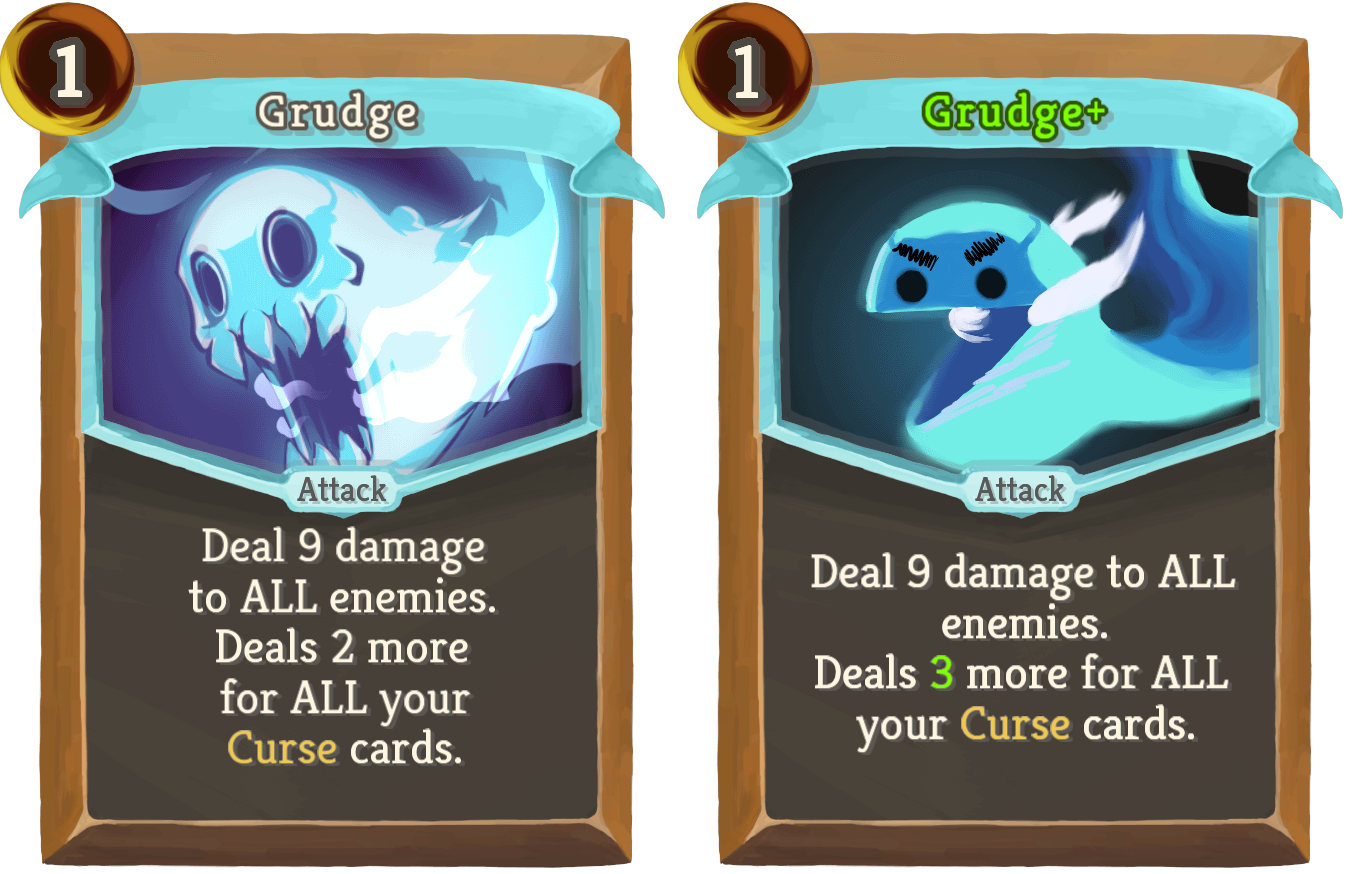 1
Grudge
Attack
Deal 9 damage
to ALL enemies.
Deals 2 more
for ALL your
Curse cards.
1
Grudge+
Attack
Deal 9 damage to ALL
enemies.
Deals 3 more for ALL
your Curse cards.